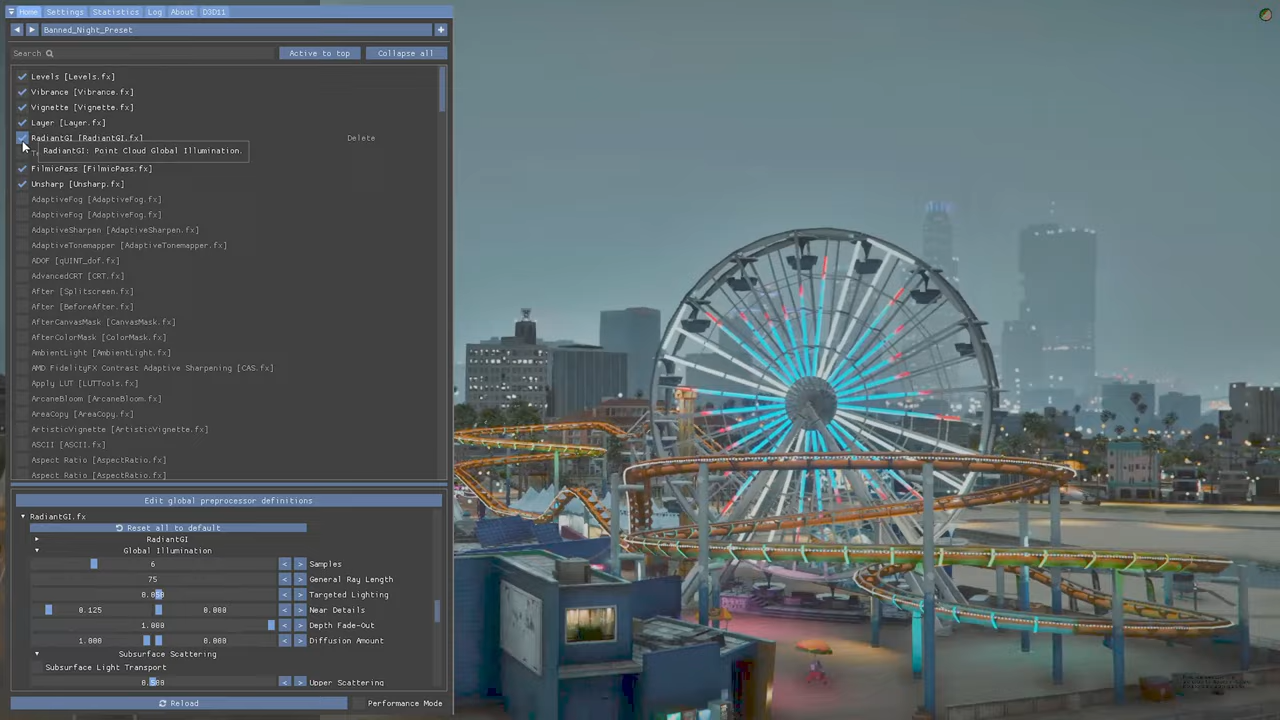 Home Settings Statistics Log About D3D11
Banned_Night_Preset +
Search Active to top Collapse all
Levels [Levels.fx]
Vibrance [Vibrance.fx]
Vignette [Vignette.fx]
Layer [Layer.fx]
RadiantGI [RadiantGI.fx] Delete
RadiantGI: Point Cloud Global Illumination.
FilmicPass [FilmicPass.fx]
Unsharp [Unsharp.fx]
AdaptiveFog [AdaptiveFog.fx]
AdaptiveFog [AdaptiveFog.fx]
AdaptiveSharpen [AdaptiveSharpen.fx]
AdaptiveTonemapper [AdaptiveTonemapper.fx]
ADOF [qUINT_dof.fx]
AdvancedCRT [CRT.fx]
After [Splitscreen.fx]
After [BeforeAfter.fx]
AfterCanvasMask [CanvasMask.fx]
AfterColorMask [ColorMask.fx]
AmbientLight [AmbientLight.fx]
AMD FidelityFX Contrast Adaptive Sharpening [CAS.fx]
Apply LUT [LUTTools.fx]
ArcaneBloom [ArcaneBloom.fx]
AreaCopy [AreaCopy.fx]
ArtisticVignette [ArtisticVignette.fx]
ASCII [ASCII.fx]
Aspect Ratio [AspectRatio.fx]
Aspect Ratio [AspectRatio.fx]
Edit global preprocessor definitions
RadiantGI.fx
Reset all to default
RadiantGI
Global Illumination
6 < > Samples
75 < > General Ray Length
0.050 < > Targeted Lighting
0.125 0.000 < > Near Details
1.000 < > Depth Fade-Out
1.000 0.000 < > Diffusion Amount
Subsurface Scattering
Subsurface Light Transport
0.500 < > Upper Scattering
Reload Performance Mode